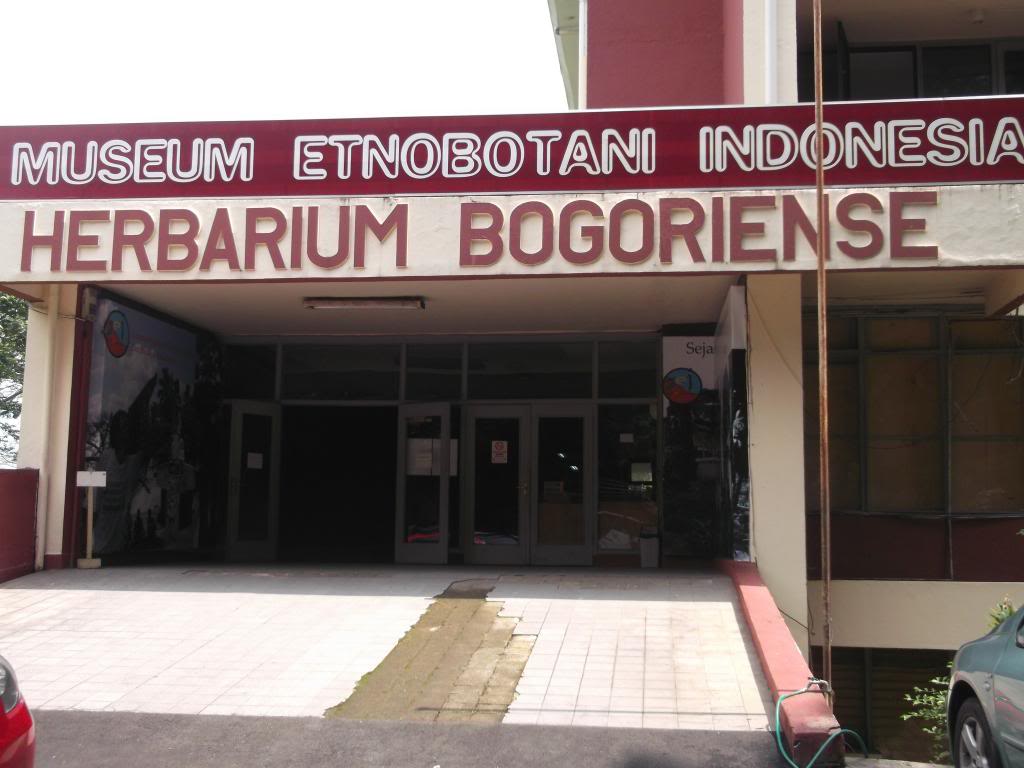 MUSEUM ETNOBOTANI INDONESIA
HERBARIUM BOGORIENSE